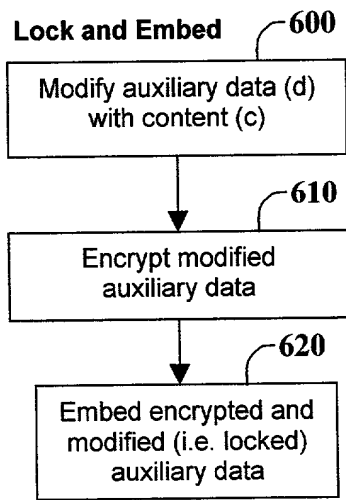 Lock and Embed
600
Modify auxiliary data (d)
with content (c)
610
Encrypt modified
auxiliary data
620
Embed encrypted and
modified (i.e. locked)
auxiliary data